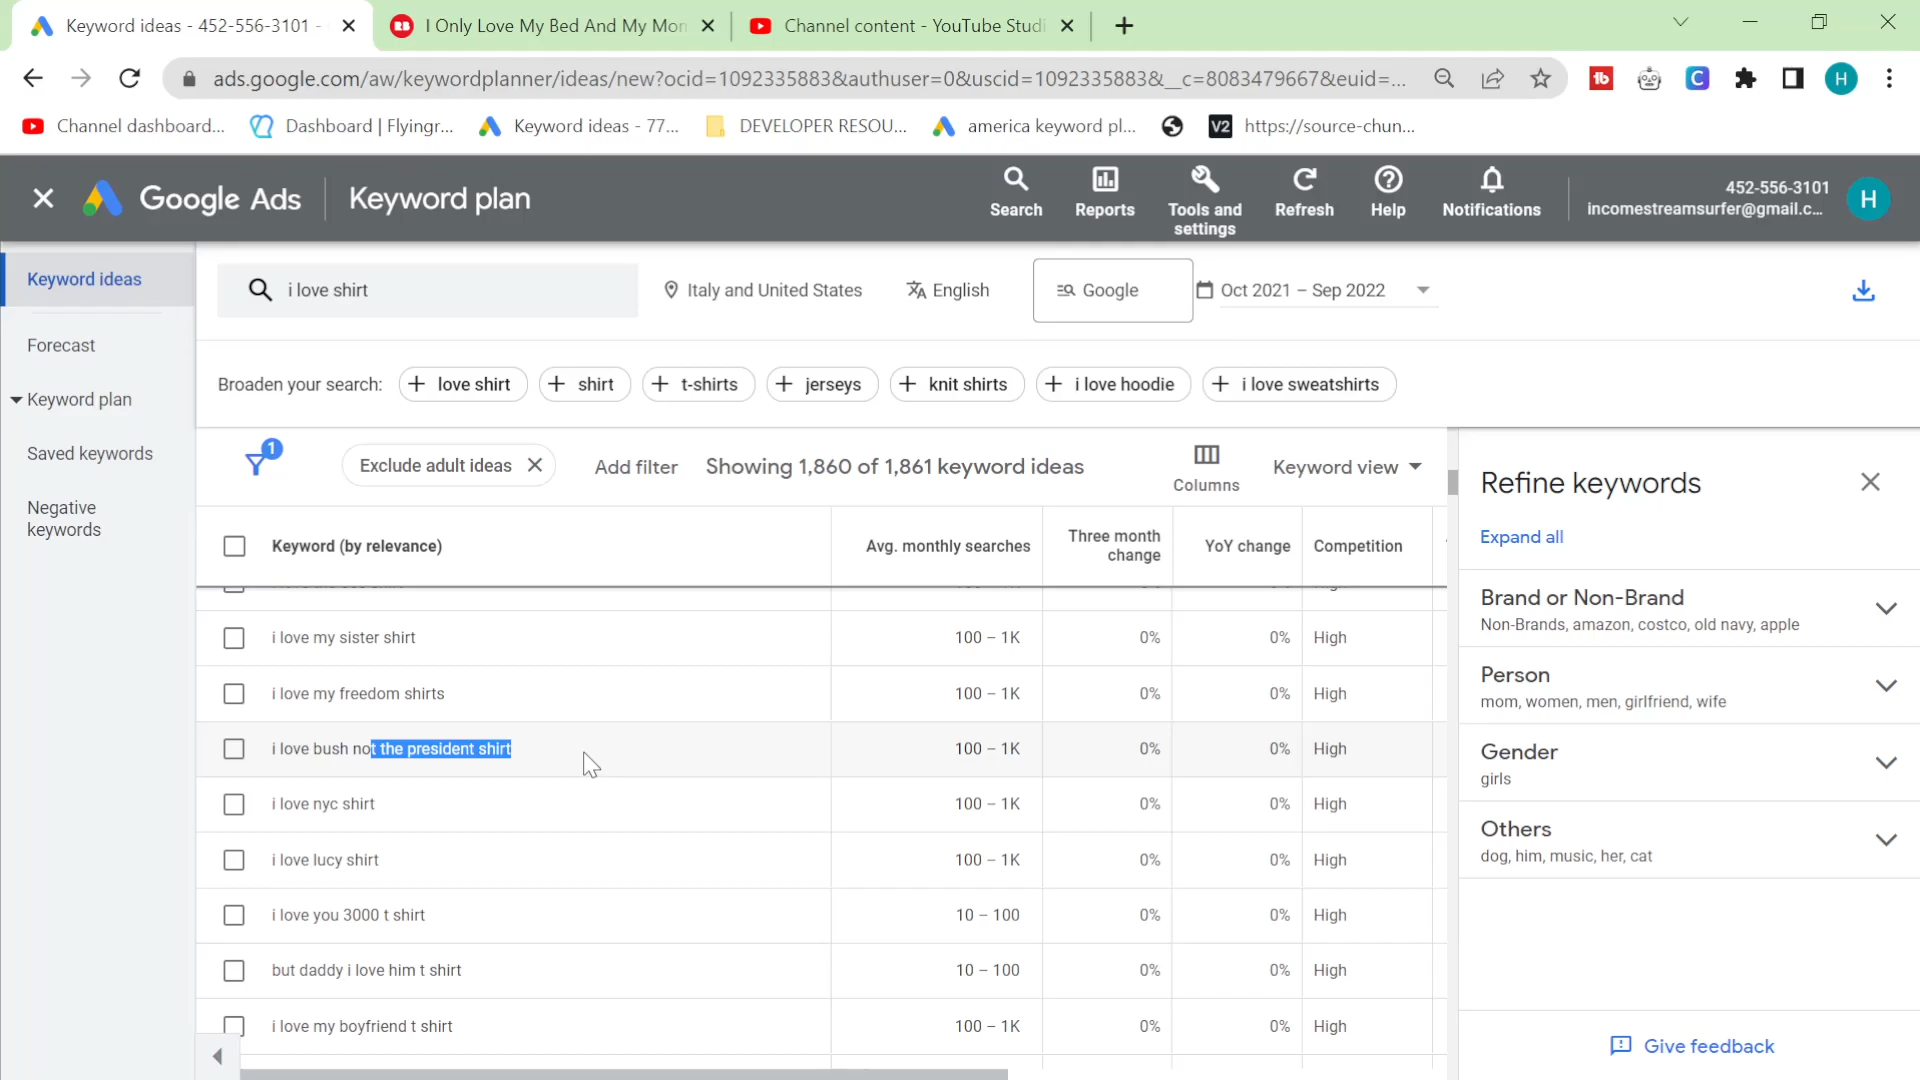 Keyword ideas - 452-556-3101 -
I Only Love My Bed And My Mon
Channel content - YouTube Studi
ads.google.com/aw/keywordplanner/ideas/new?ocid=1092335883&authuser=0&uscid=1092335883&__c=8083479667&euid=...
H
Channel dashboard...
Dashboard | Flyingr...
Keyword ideas - 77...
DEVELOPER RESOU...
america keyword pl...
V2
https://source-chun...
Google Ads
Keyword plan
Search
Reports
Tools and
settings
Refresh
Help
Notifications
452-556-3101
incomestreamsurfer@gmail.c...
H
Keyword ideas
Forecast
Keyword plan
Saved keywords
Negative
keywords
i love shirt
Italy and United States
English
Google
Oct 2021 – Sep 2022
Broaden your search:
love shirt
shirt
t-shirts
jerseys
knit shirts
i love hoodie
i love sweatshirts
1
Exclude adult ideas
Add filter
Showing 1,860 of 1,861 keyword ideas
Columns
Keyword view
Keyword (by relevance)
Avg. monthly searches
Three month
change
YoY change
Competition
i love my sister shirt 100 – 1K 0% 0% High
i love my freedom shirts 100 – 1K 0% 0% High
i love bush not the president shirt 100 – 1K 0% 0% High
i love nyc shirt 100 – 1K 0% 0% High
i love lucy shirt 100 – 1K 0% 0% High
i love you 3000 t shirt 10 – 100 0% 0% High
but daddy i love him t shirt 10 – 100 0% 0% High
i love my boyfriend t shirt 100 – 1K 0% 0% High
Refine keywords
Expand all
Brand or Non-Brand
Non-Brands, amazon, costco, old navy, apple
Person
mom, women, men, girlfriend, wife
Gender
girls
Others
dog, him, music, her, cat
Give feedback